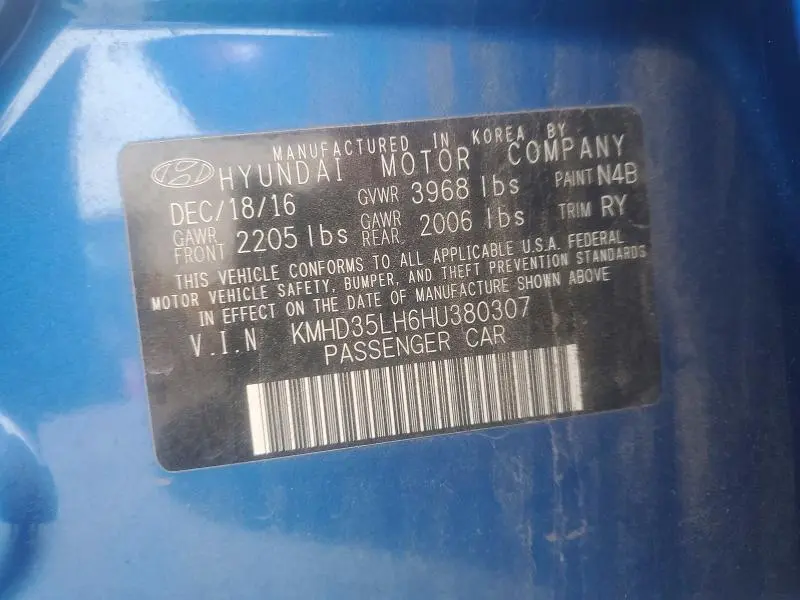 MANUFACTURED IN KOREA BY
HYUNDAI MOTOR COMPANY
DEC/18/16 GVWR 3968 lbs PAINT N4B
GAWR FRONT 2205 lbs GAWR REAR 2006 lbs TRIM RY
THIS VEHICLE CONFORMS TO ALL APPLICABLE U.S.A. FEDERAL
MOTOR VEHICLE SAFETY, BUMPER, AND THEFT PREVENTION STANDARDS
IN EFFECT ON THE DATE OF MANUFACTURE SHOWN ABOVE
V.I.N KMHD35LH6HU380307
PASSENGER CAR